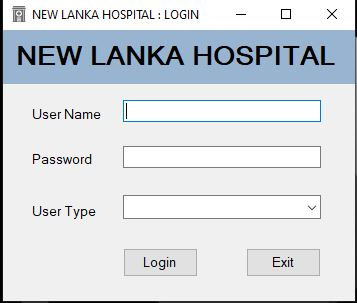 NEW LANKA HOSPITAL : LOGIN
NEW LANKA HOSPITAL
User Name
Password
User Type
Login Exit